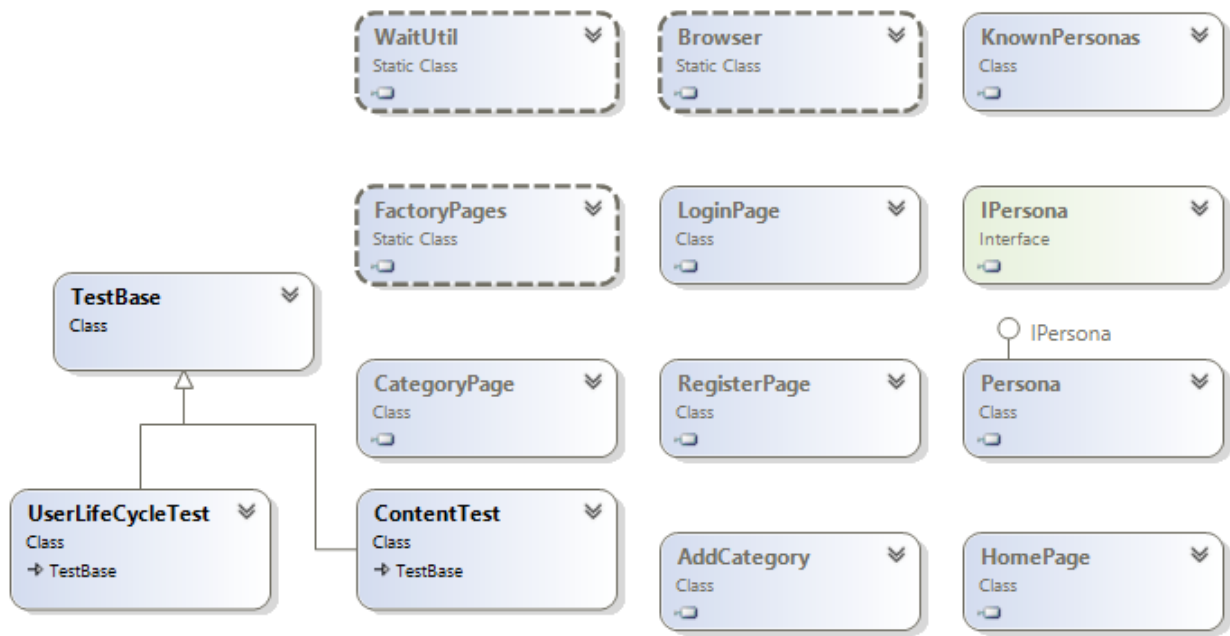 WaitUtil
Static Class
Browser
Static Class
KnownPersonas
Class
FactoryPages
Static Class
LoginPage
Class
IPersona
Interface
TestBase
Class
IPersona
CategoryPage
Class
RegisterPage
Class
Persona
Class
UserLifeCycleTest
Class
TestBase
ContentTest
Class
TestBase
AddCategory
Class
HomePage
Class